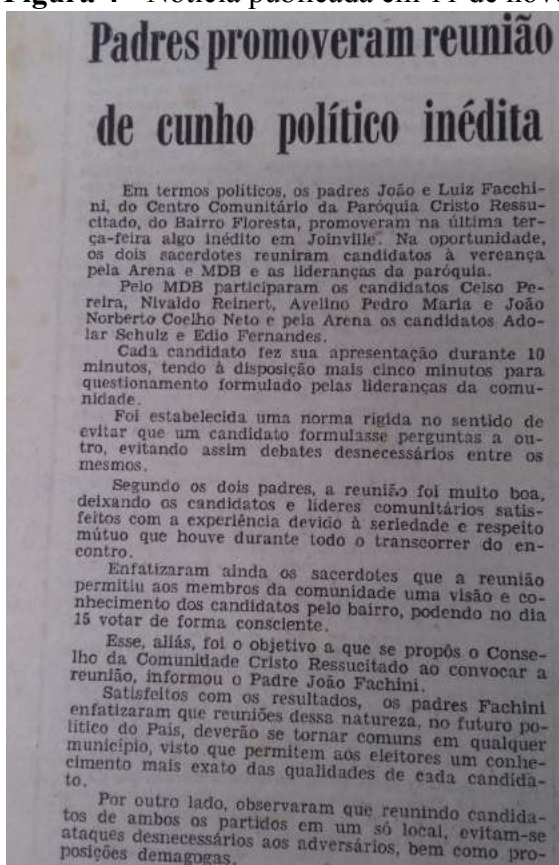 Figura 4 - Notícia publicada em 11 de nove
Padres promoveram reunião
de cunho político inédita
Em termos políticos, os padres João e Luiz Facchi-
ni, do Centro Comunitário da Paróquia Cristo Ressu-
citado, do Bairro Floresta, promoveram na última ter-
ça-feira algo inédito em Joinville. Na oportunidade,
os dois sacerdotes reuniram candidatos à vereança
pela Arena e MDB e as lideranças da paróquia.
Pelo MDB participaram os candidatos Celso Pe-
reira, Nivaldo Reinert, Avelino Pedro Maria e João
Norberto Coelho Neto e pela Arena os candidatos Ado-
lar Schulz e Edio Fernandes.
Cada candidato fez sua apresentação durante 10
minutos, tendo à disposição mais cinco minutos para
questionamento formulado pelas lideranças da comu-
nidade.
Foi estabelecida uma norma rígida no sentido de
evitar que um candidato formulasse perguntas a ou-
tro, evitando assim debates desnecessários entre os
mesmos.
Segundo os dois padres, a reunião foi muito boa,
deixando os candidatos e líderes comunitários satis-
feitos com a experiência devido à seriedade e respeito
mútuo que houve durante todo o transcorrer do en-
contro.
Enfatizaram ainda os sacerdotes que a reunião
permitiu aos membros da comunidade uma visão e co-
nhecimento dos candidatos pelo bairro, podendo no dia
15 votar de forma consciente.
Esse, aliás, foi o objetivo a que se propôs o Conse-
lho da Comunidade Cristo Ressucitado ao convocar a
reunião, informou o Padre João Fachini.
Satisfeitos com os resultados, os padres Fachini
enfatizaram que reuniões dessa natureza, no futuro po-
lítico do País, deverão se tornar comuns em qualquer
município, visto que permitem aos eleitores um conhe-
cimento mais exato das qualidades de cada candida-
to.
Por outro lado, observaram que reunindo candida-
tos de ambos os partidos em um só local, evitam-se
ataques desnecessários aos adversários, bem como pro-
posições demagogas.